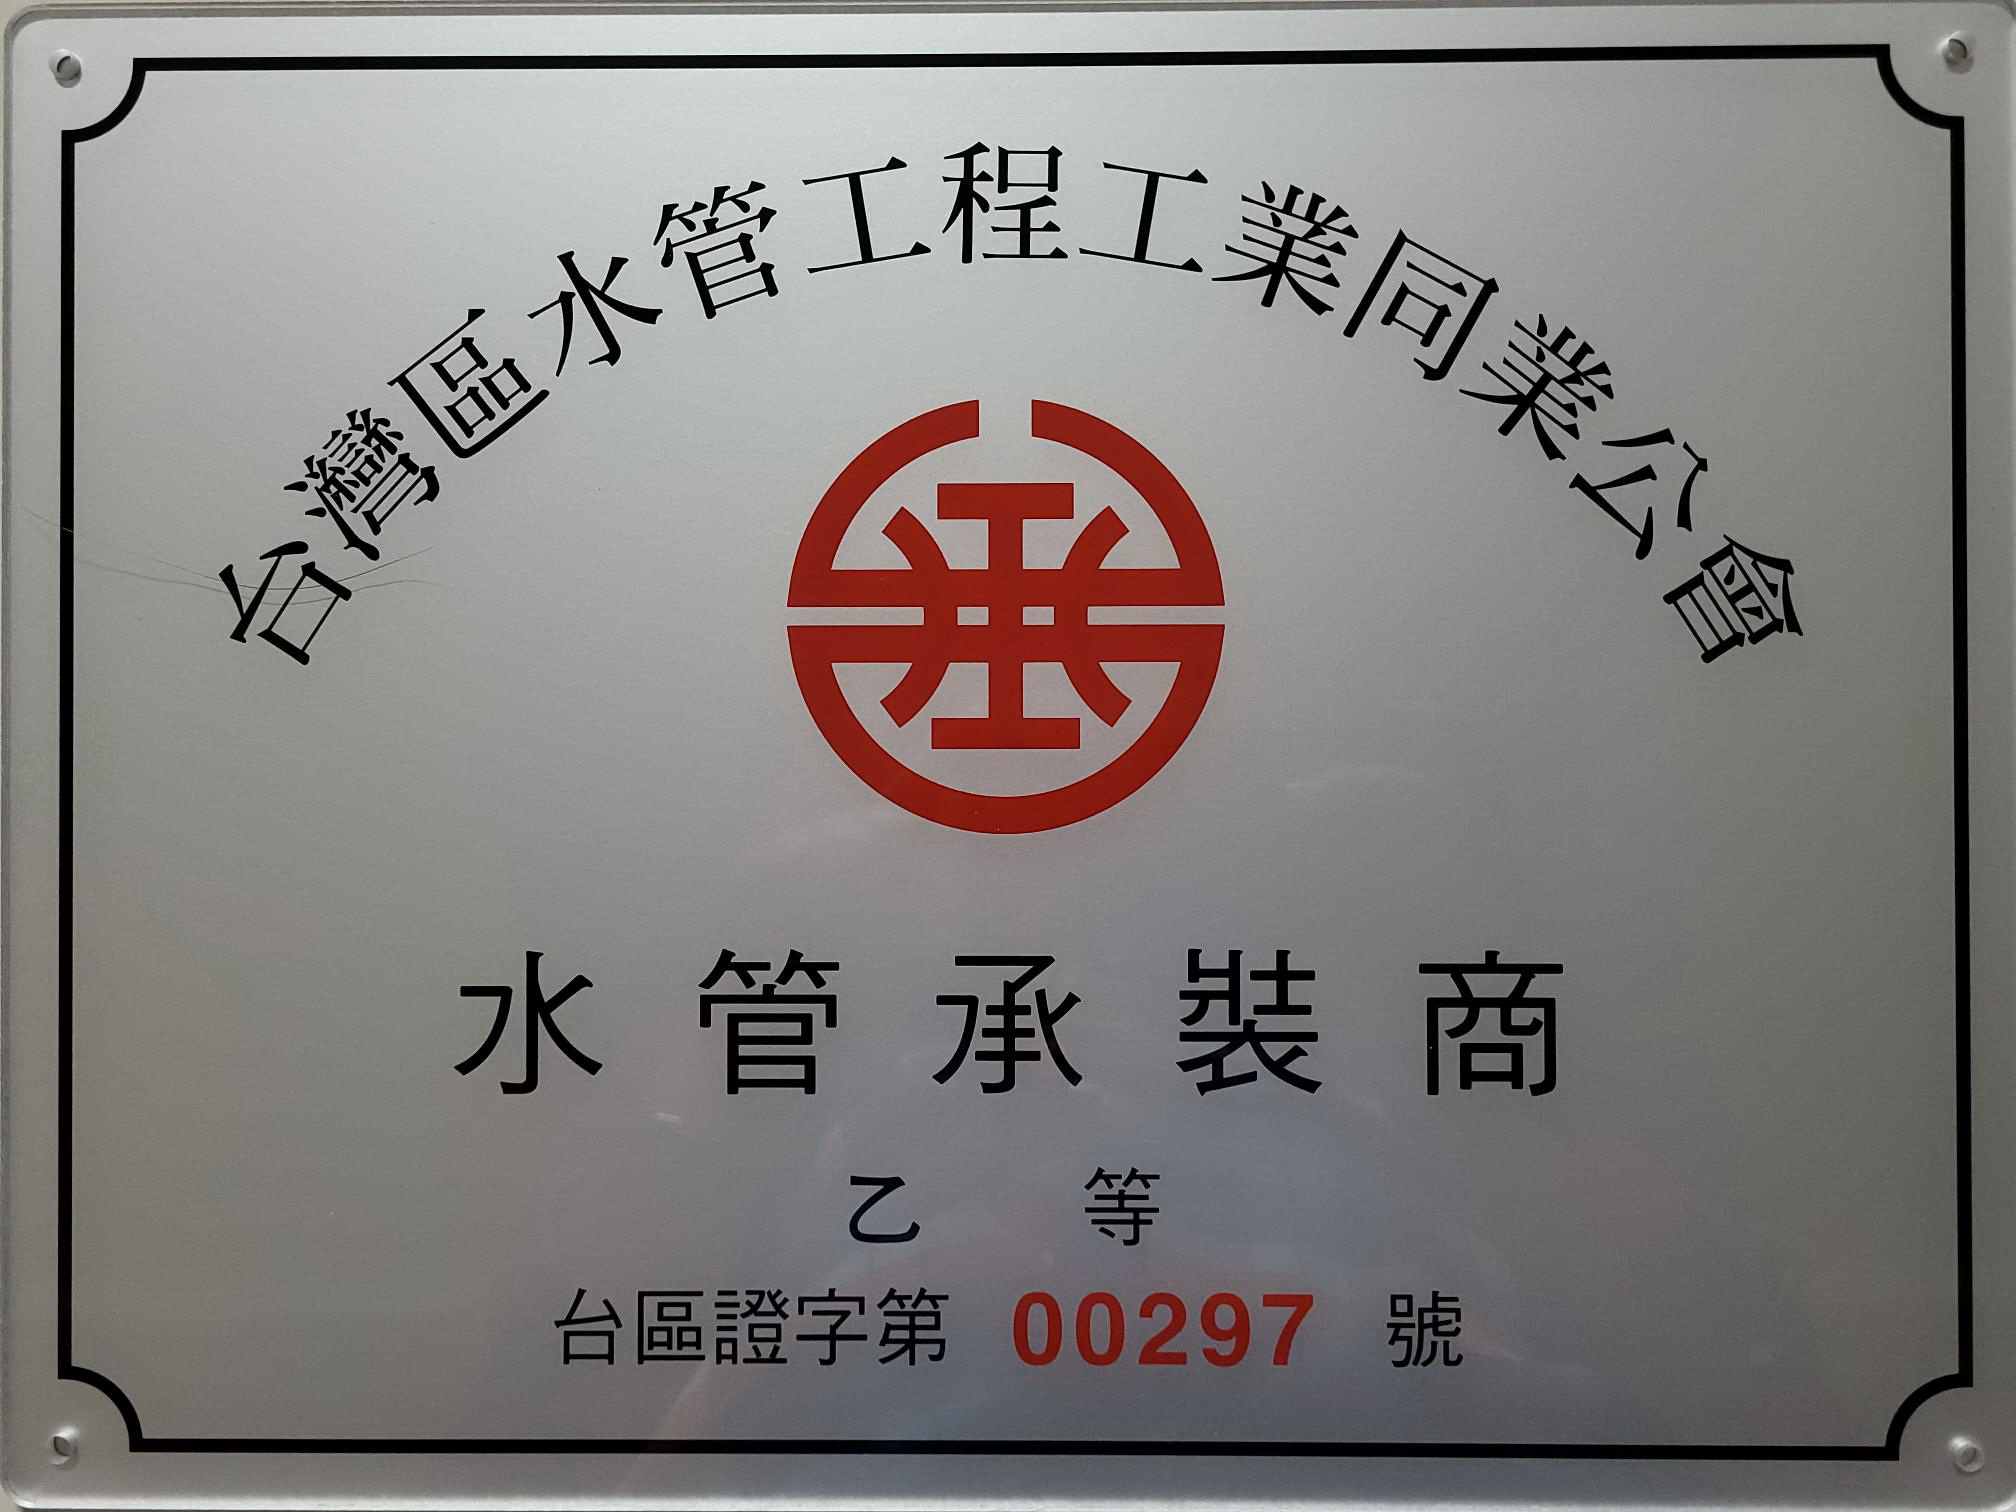 台灣區水管工程工業同業公會
水管承裝商
乙等
台區證字第 00297 號